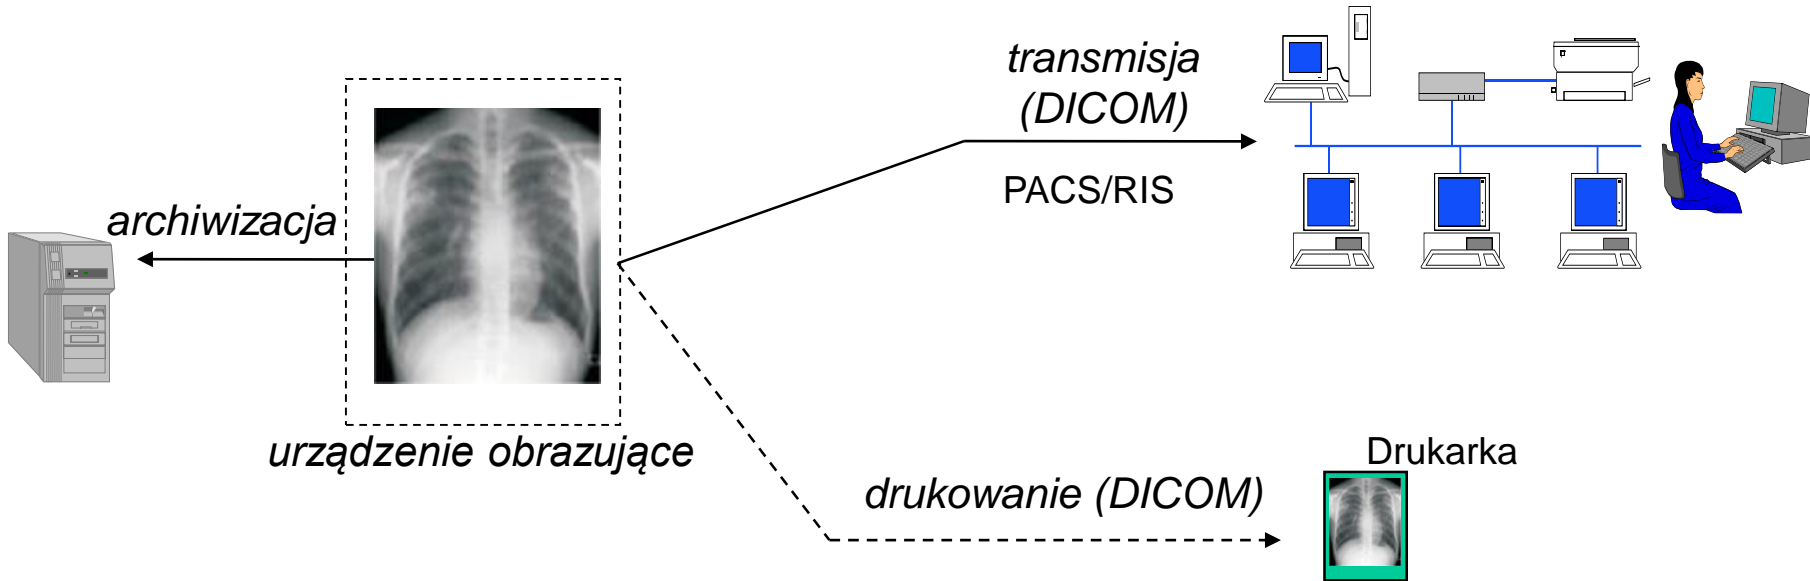 transmisja
(DICOM)
PACS/RIS
archiwizacja
urządzenie obrazujące
Drukarka
drukowanie (DICOM)